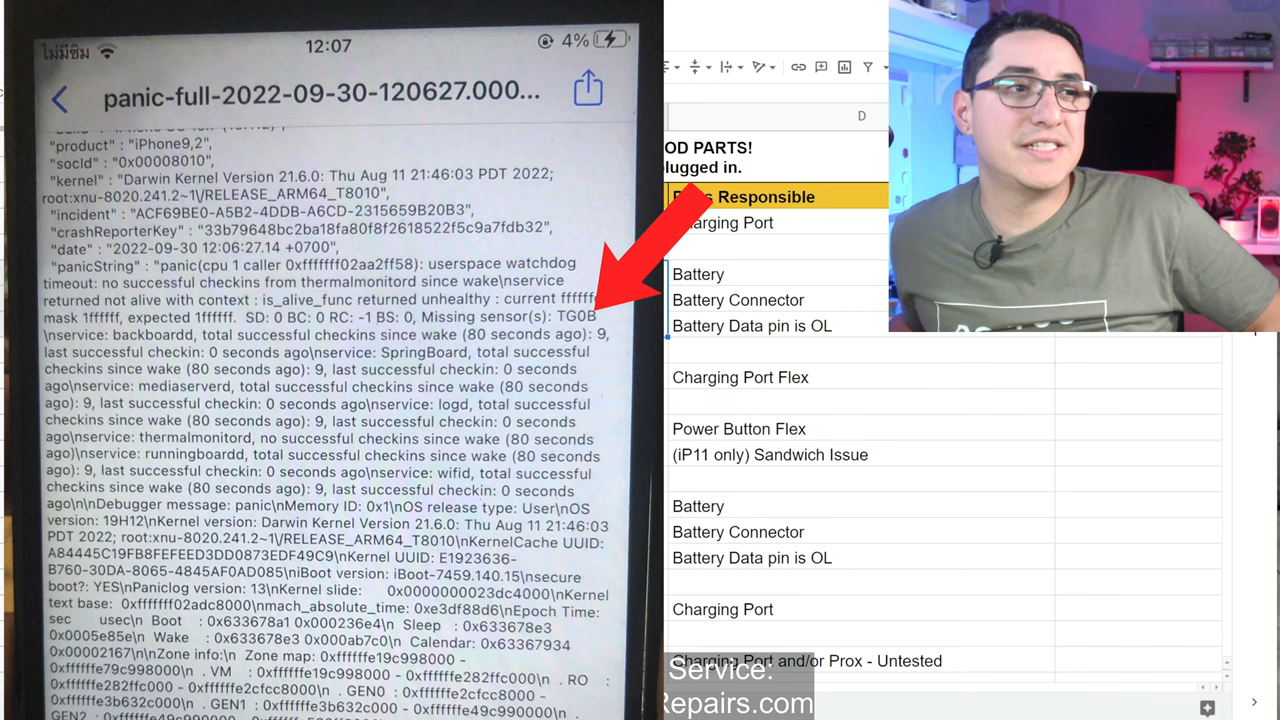 ไม่มีซิม
12:07
4%
panic-full-2022-09-30-120627.000...
"product" : "iPhone9,2",
"socId" : "0x00008010",
"kernel" : "Darwin Kernel Version 21.6.0: Thu Aug 11 21:46:03 PDT 2022;
root:xnu-8020.241.2~1\/RELEASE_ARM64_T8010",
"incident" : "ACF69BE0-A5B2-4DDB-A6CD-2315659B20B3",
"crashReporterKey" : "33b79648bc2ba18fa80f8f2618522f5c9a7fdb32",
"date" : "2022-09-30 12:06:27.14 +0700",
"panicString" : "panic(cpu 1 caller 0xfffffff02aa2ff58): userspace watchdog
timeout: no successful checkins from thermalmonitord since wake\nservice
returned not alive with context : is_alive_func returned unhealthy : current ffffff
mask 1ffffff, expected 1ffffff. SD: 0 BC: 0 RC: -1 BS: 0, Missing sensor(s): TG0B
\nservice: backboardd, total successful checkins since wake (80 seconds ago): 9,
last successful checkin: 0 seconds ago\nservice: SpringBoard, total successful
checkins since wake (80 seconds ago): 9, last successful checkin: 0 seconds
ago\nservice: mediaserverd, total successful checkins since wake (80 seconds
ago): 9, last successful checkin: 0 seconds ago\nservice: logd, total successful
checkins since wake (80 seconds ago): 9, last successful checkin: 0 seconds
ago\nservice: thermalmonitord, no successful checkins since wake (80 seconds
ago)\nservice: runningboardd, total successful checkins since wake (80 seconds
ago): 9, last successful checkin: 0 seconds ago\nservice: wifid, total successful
checkins since wake (80 seconds ago): 9, last successful checkin: 0 seconds
ago\n\nDebugger message: panic\nMemory ID: 0x1\nOS release type: User\nOS
version: 19H12\nKernel version: Darwin Kernel Version 21.6.0: Thu Aug 11 21:46:03
PDT 2022; root:xnu-8020.241.2~1\/RELEASE_ARM64_T8010\nKernelCache UUID:
A84445C19FB8FEFEED3DD0873EDF49C9\nKernel UUID: E1923636-
B760-30DA-8065-4845AF0AD085\niBoot version: iBoot-7459.140.15\nsecure
boot?: YES\nPaniclog version: 13\nKernel slide: 0x0000000023dc4000\nKernel
text base: 0xfffffff02adc8000\nmach_absolute_time: 0xe3df88d6\nEpoch Time:
sec usec\n Boot : 0x633678a1 0x000236e4\n Sleep : 0x633678e3
0x0005e85e\n Wake : 0x633678e3 0x000ab7c0\n Calendar: 0x63367934
0x00002167\n\nZone info:\n Zone map: 0xffffffe19c998000 -
0xffffffe79c998000\n . VM : 0xffffffe19c998000 - 0xffffffe282ffc000\n . RO :
0xffffffe282ffc000 - 0xffffffe2cfcc8000\n . GEN0 : 0xffffffe2cfcc8000 -
0xffffffe3b632c000\n . GEN1 : 0xffffffe3b632c000 - 0xffffffe49c990000\n .
D
OD PARTS!
lugged in.
Responsible
arging Port
Battery
Battery Connector
Battery Data pin is OL
Charging Port Flex
Power Button Flex
(iP11 only) Sandwich Issue
Battery
Battery Connector
Battery Data pin is OL
Charging Port
Charging Port and/or Prox - Untested
Service:
Repairs.com